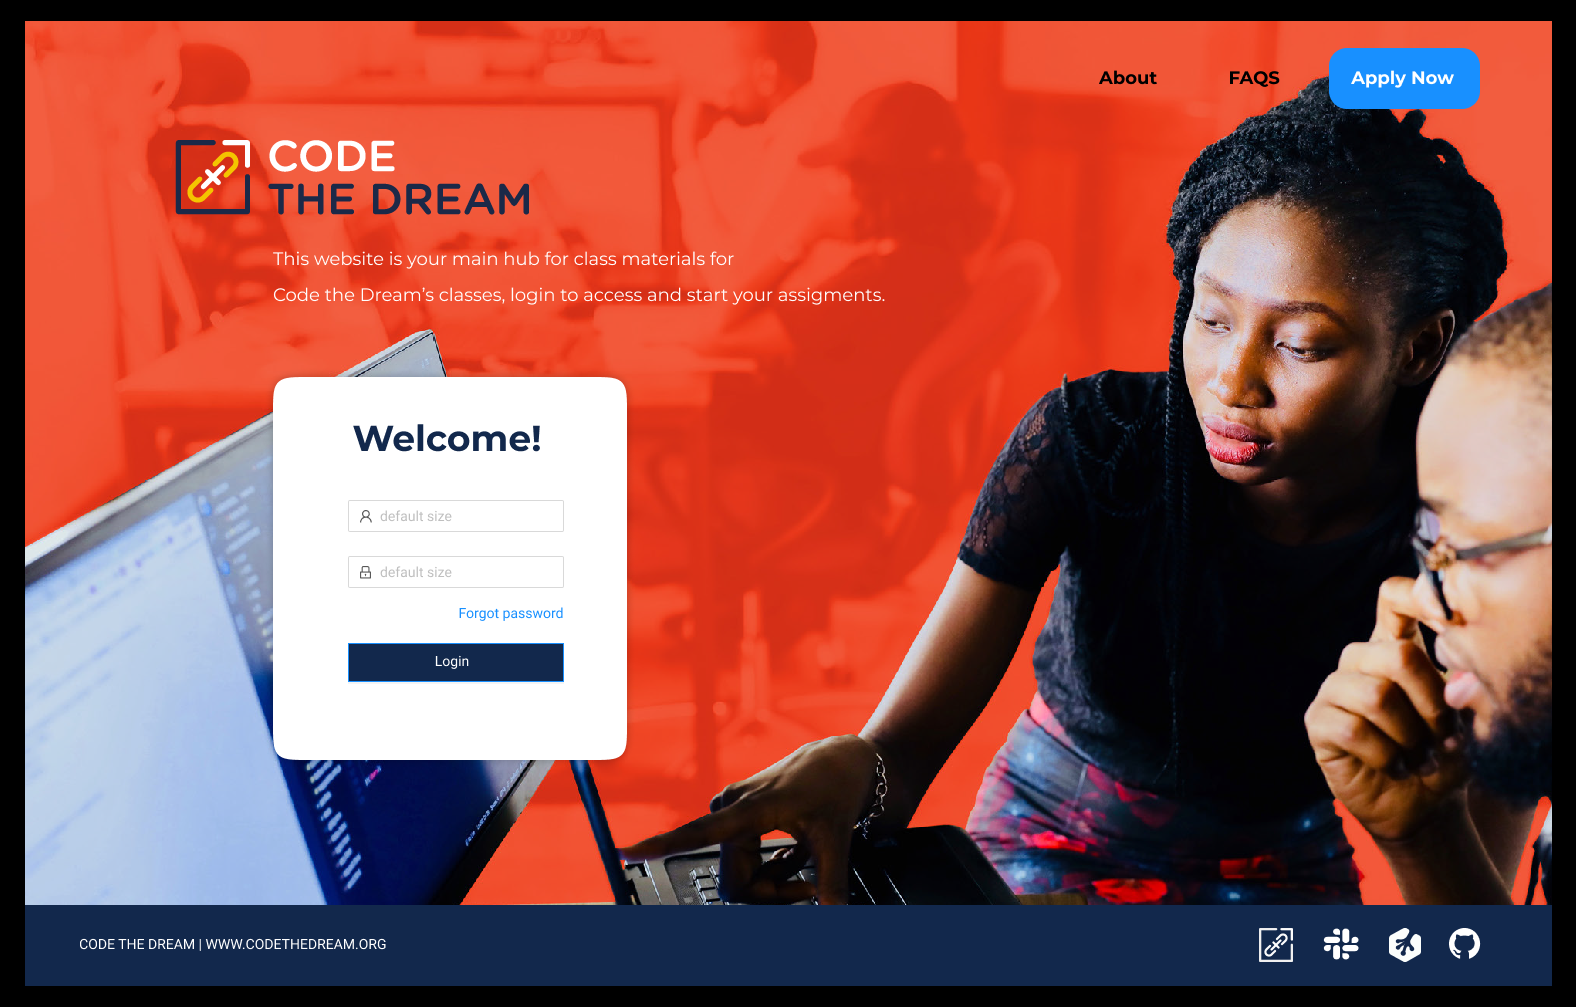 About
FAQS
Apply Now
CODE
THE DREAM
This website is your main hub for class materials for
Code the Dream’s classes, login to access and start your assigments.
Welcome!
default size
default size
Forgot password
Login
CODE THE DREAM | WWW.CODETHEDREAM.ORG